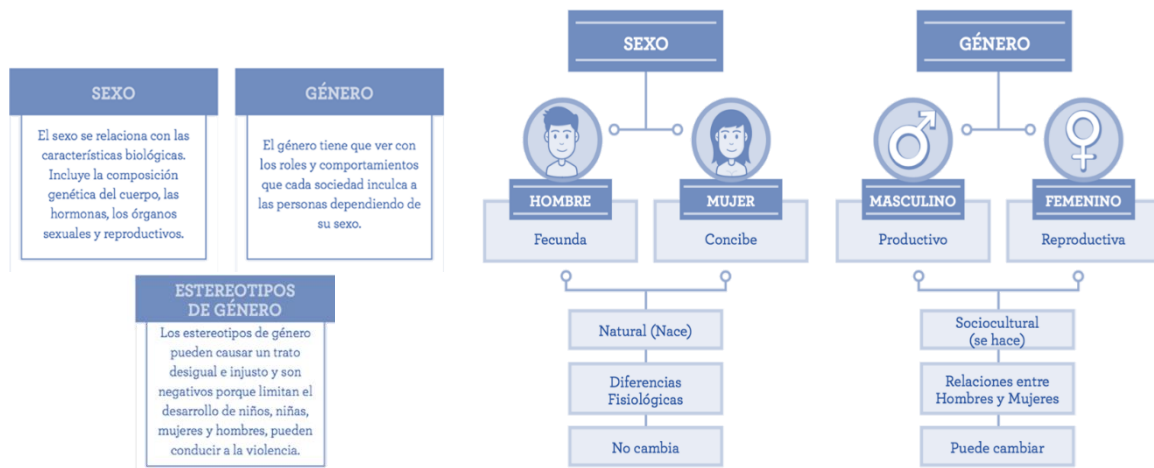 SEXO
El sexo se relaciona con las
características biológicas.
Incluye la composición
genética del cuerpo, las
hormonas, los órganos
sexuales y reproductivos.
GÉNERO
El género tiene que ver con
los roles y comportamientos
que cada sociedad inculca a
las personas dependiendo de
su sexo.
ESTEREOTIPOS
DE GÉNERO
Los estereotipos de género
pueden causar un trato
desigual e injusto y son
negativos porque limitan el
desarrollo de niños, niñas,
mujeres y hombres, pueden
conducir a la violencia.
SEXO
HOMBRE
Fecunda
MUJER
Concibe
Natural (Nace)
Diferencias
Fisiológicas
No cambia
GÉNERO
MASCULINO
Productivo
FEMENINO
Reproductiva
Sociocultural
(se hace)
Relaciones entre
Hombres y Mujeres
Puede cambiar